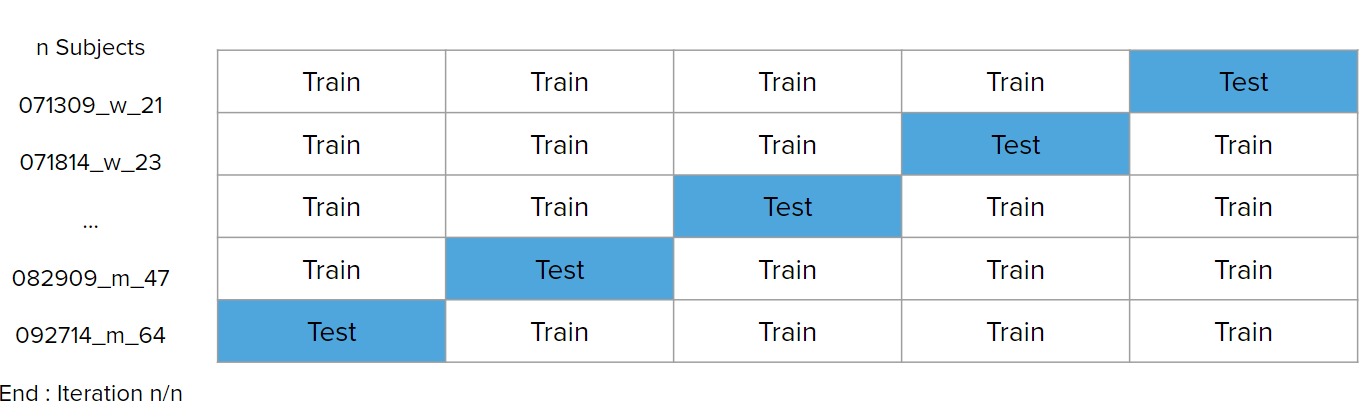 n Subjects
Train Train Train Train Test
071309_w_21
Train Train Train Test Train
071814_w_23
Train Train Test Train Train
...
Train Test Train Train Train
082909_m_47
Test Train Train Train Train
092714_m_64
End : Iteration n/n